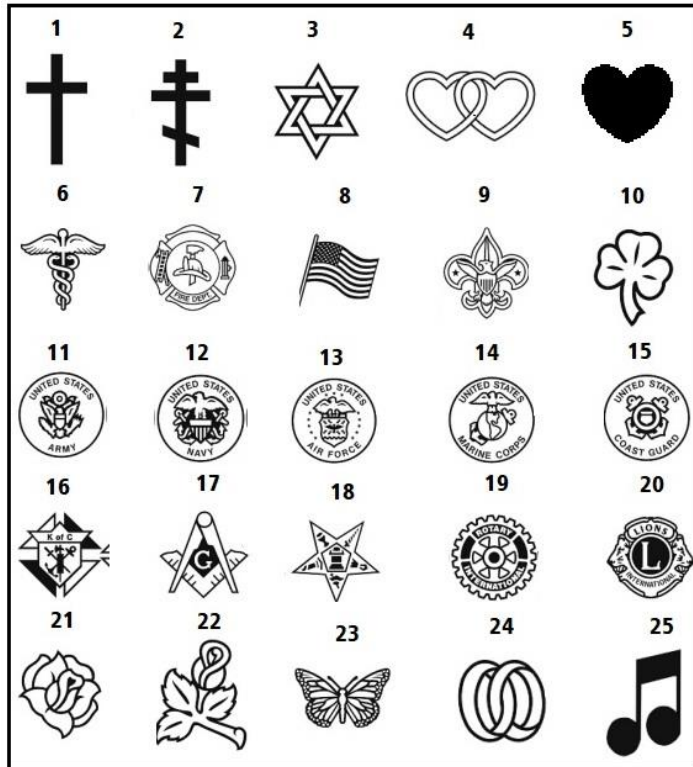 1 2 3 4 5
6 7 8 9 10
FIRE DEPT.
11 12 13 14 15
UNITED STATES ARMY
UNITED STATES NAVY
UNITED STATES AIR FORCE
UNITED STATES MARINE CORPS
UNITED STATES COAST GUARD
16 17 18 19 20
K of C
G
ROTARY INTERNATIONAL
LIONS L INTERNATIONAL
21 22 23 24 25